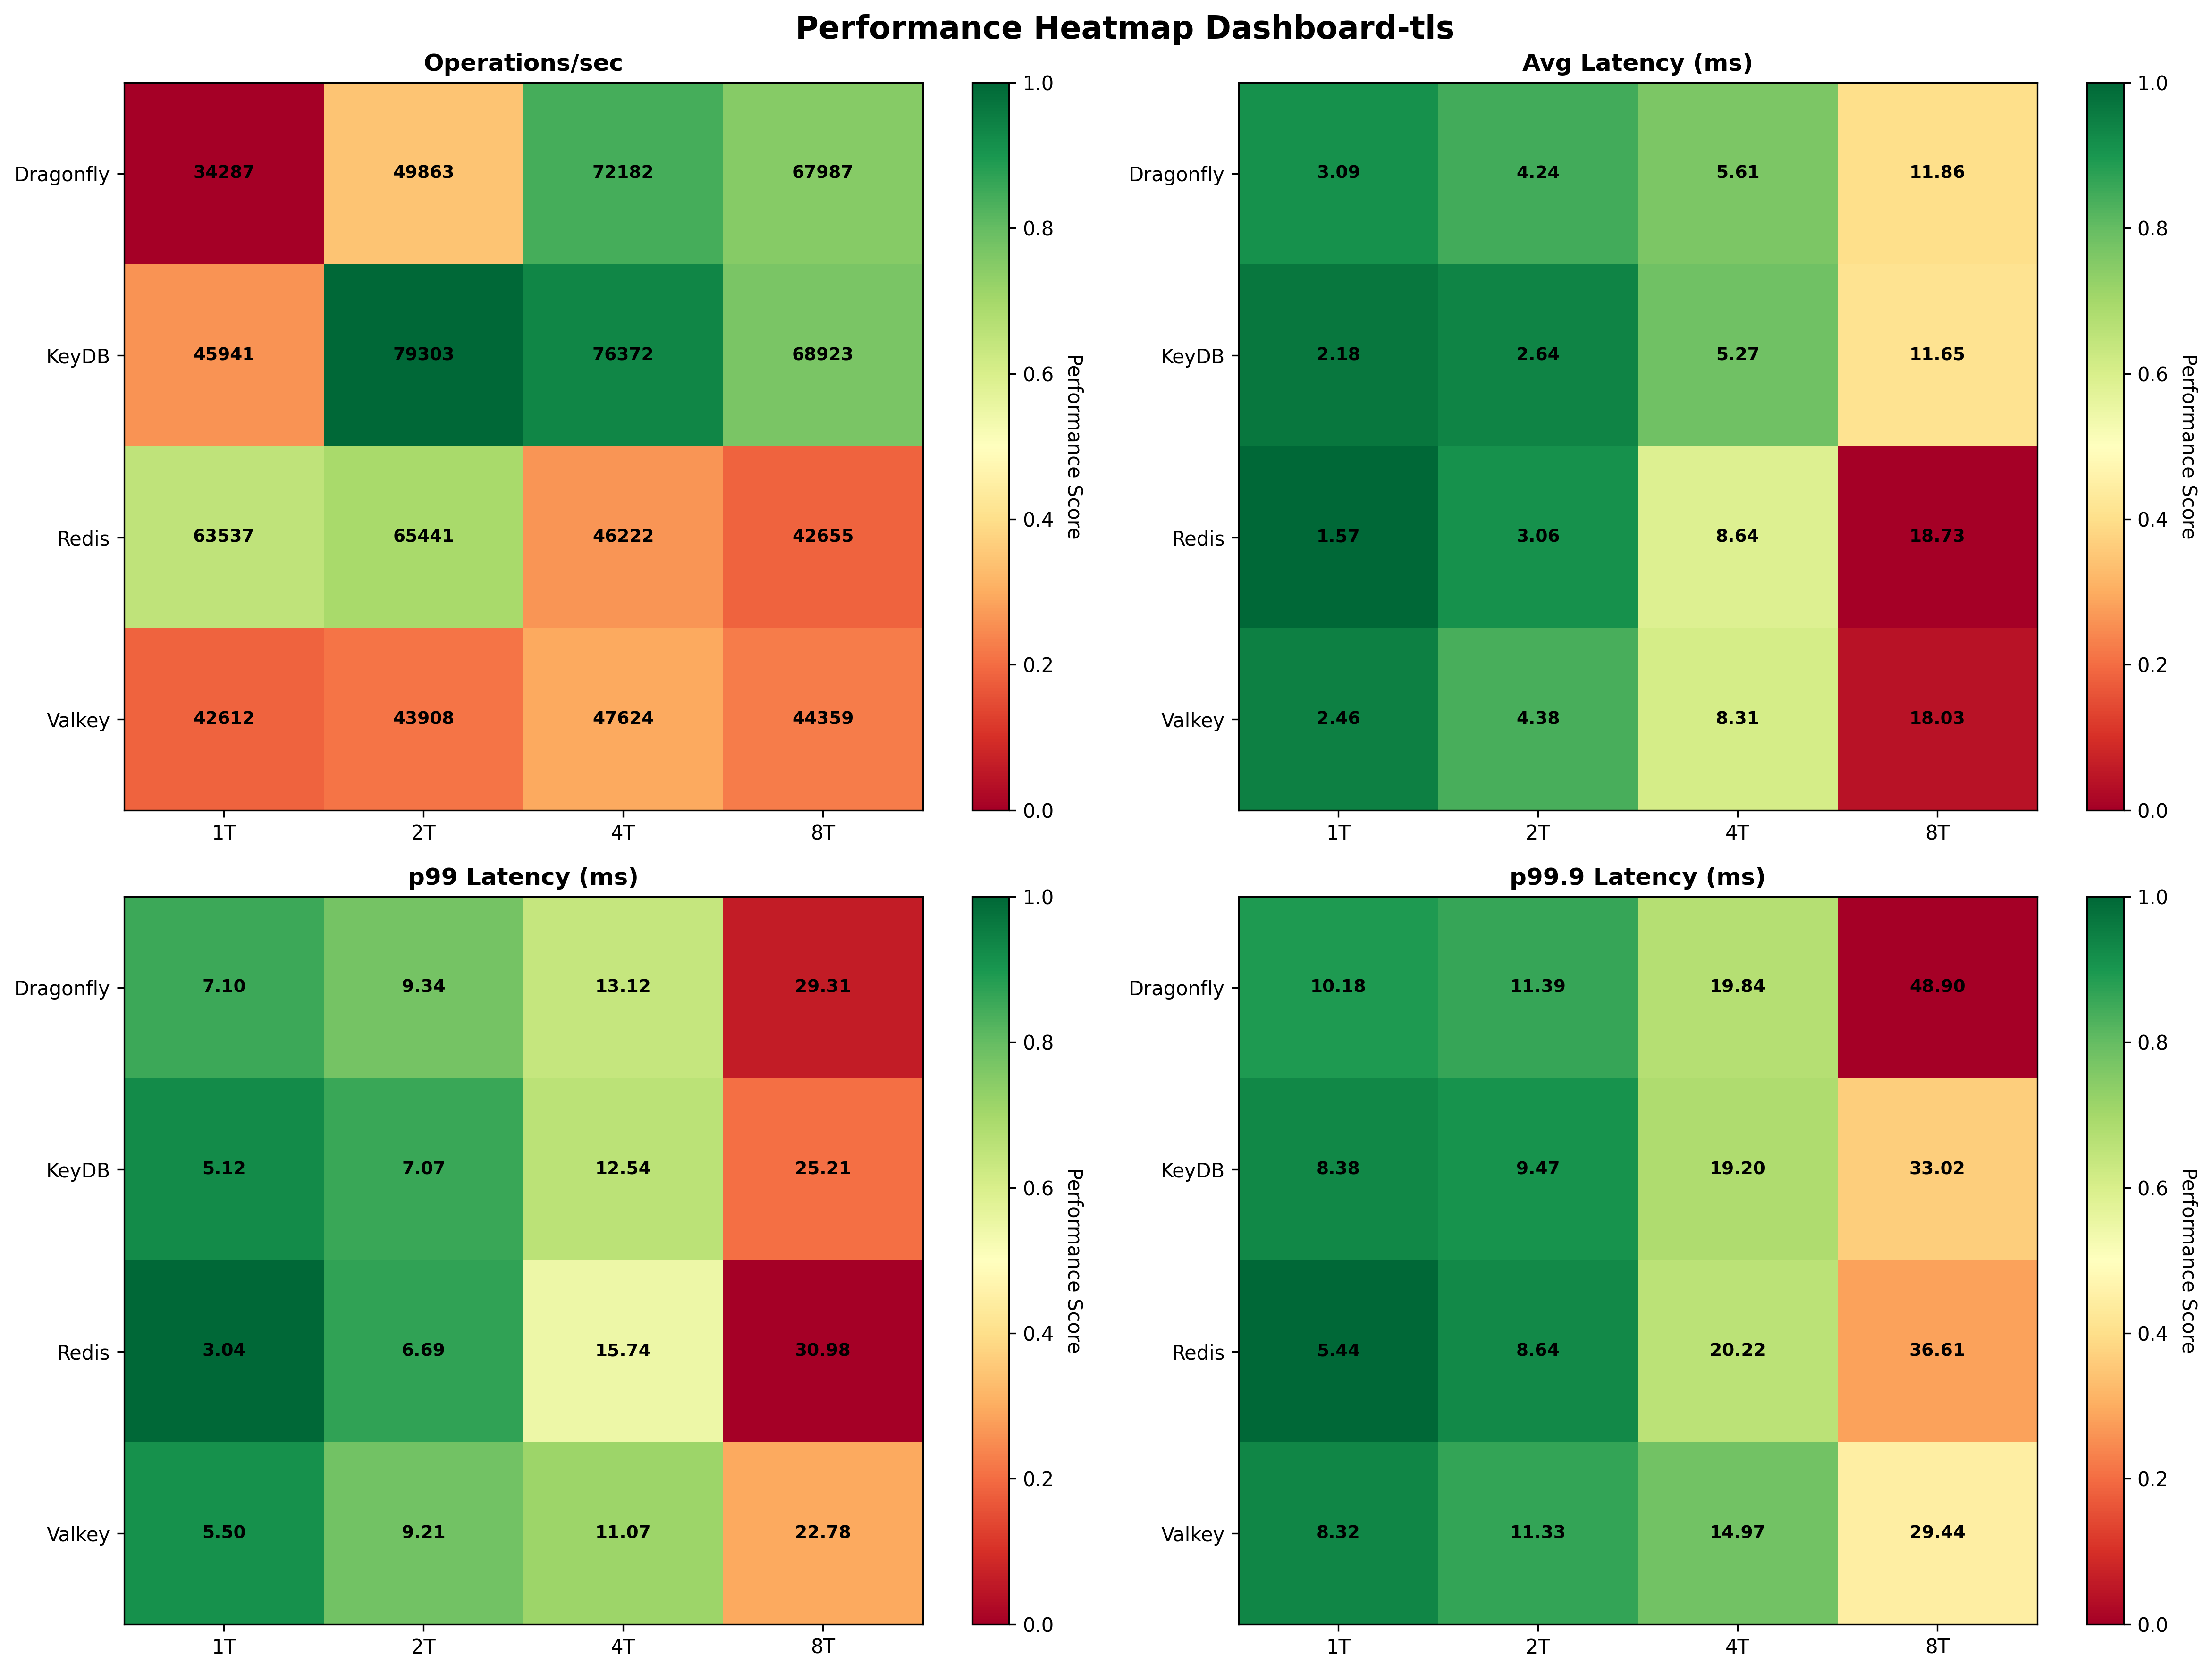 Performance Heatmap Dashboard-tls
Operations/sec
Dragonfly 34287 49863 72182 67987
KeyDB 45941 79303 76372 68923
Redis 63537 65441 46222 42655
Valkey 42612 43908 47624 44359
1T 2T 4T 8T
1.0
0.8
0.6
0.4
0.2
0.0
Performance Score
Avg Latency (ms)
Dragonfly 3.09 4.24 5.61 11.86
KeyDB 2.18 2.64 5.27 11.65
Redis 1.57 3.06 8.64 18.73
Valkey 2.46 4.38 8.31 18.03
1T 2T 4T 8T
1.0
0.8
0.6
0.4
0.2
0.0
Performance Score
p99 Latency (ms)
Dragonfly 7.10 9.34 13.12 29.31
KeyDB 5.12 7.07 12.54 25.21
Redis 3.04 6.69 15.74 30.98
Valkey 5.50 9.21 11.07 22.78
1T 2T 4T 8T
1.0
0.8
0.6
0.4
0.2
0.0
Performance Score
p99.9 Latency (ms)
Dragonfly 10.18 11.39 19.84 48.90
KeyDB 8.38 9.47 19.20 33.02
Redis 5.44 8.64 20.22 36.61
Valkey 8.32 11.33 14.97 29.44
1T 2T 4T 8T
1.0
0.8
0.6
0.4
0.2
0.0
Performance Score